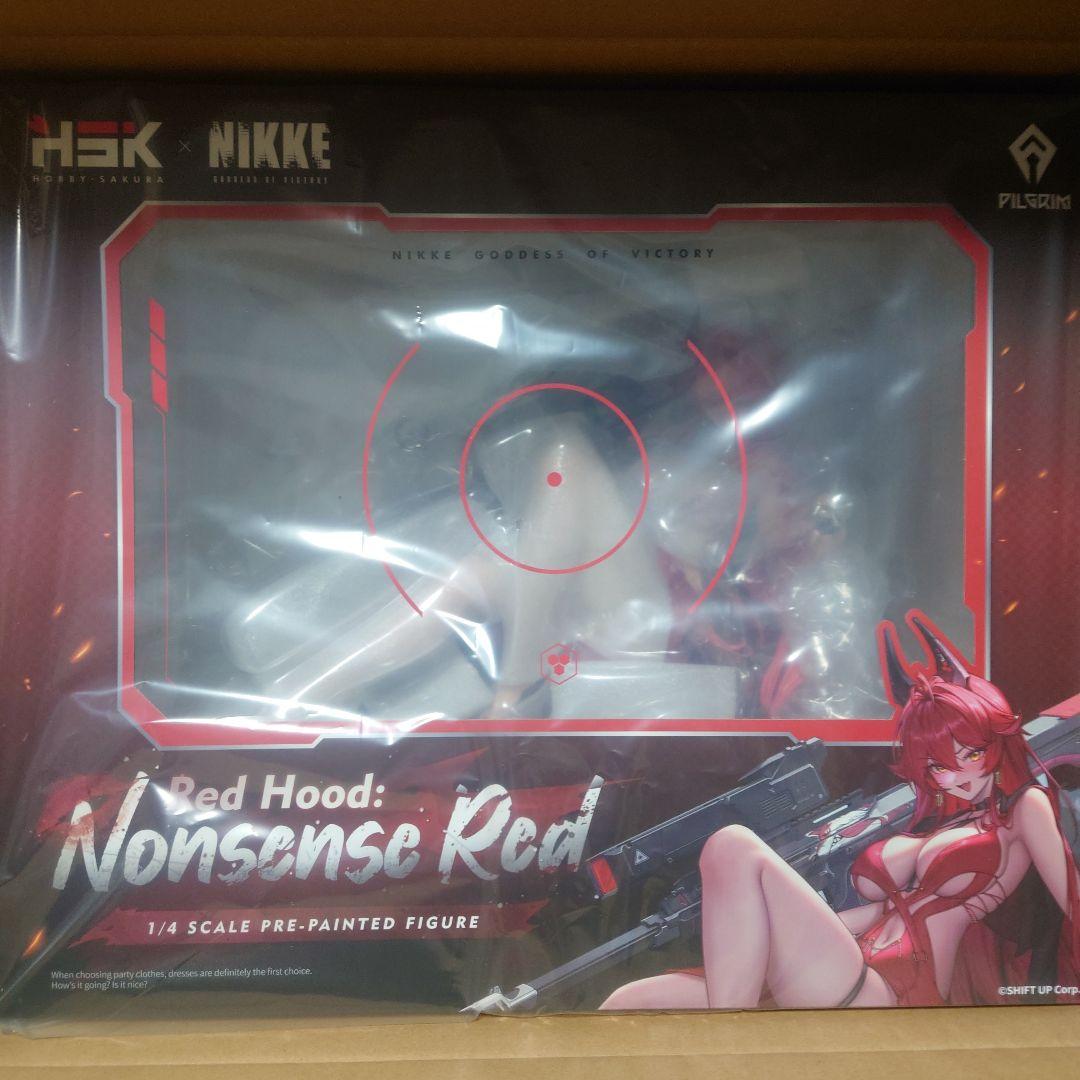 HSK × NIKKE
HOBBY-SAKURA GODDESS OF VICTORY
PILGRIM
NIKKE GODDESS OF VICTORY
Red Hood:
Nonsense Red
1/4 SCALE PRE-PAINTED FIGURE
When choosing party clothes, dresses are definitely the first choice.
How's it going? Is it nice?
©SHIFT UP Corp.